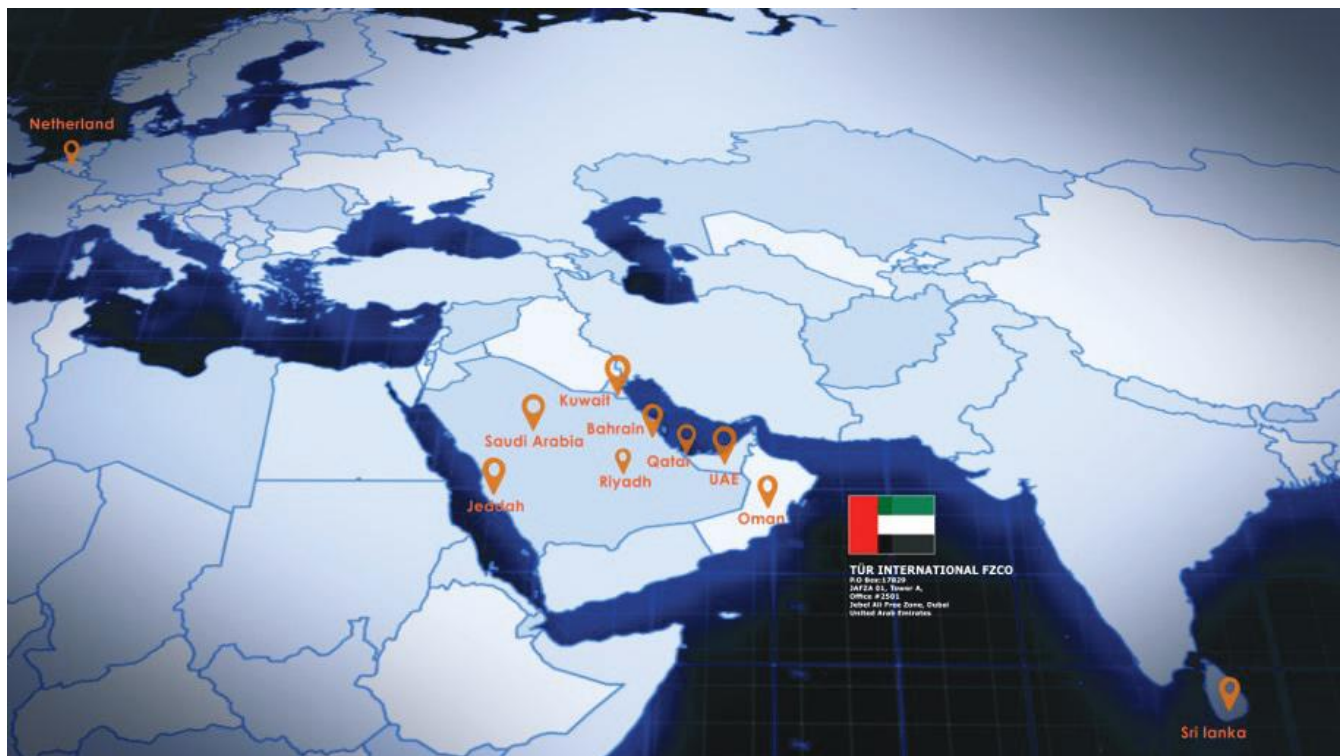 Netherland
Kuwait
Saudi Arabia
Bahrain
Qatar
Riyadh
UAE
Jeddah
Oman
TÜR INTERNATIONAL FZCO
P.O Box:17829
JAFZA 01, Tower A,
Office #2501
Jebel Ali Free Zone, Dubai
United Arab Emirates
Sri lanka